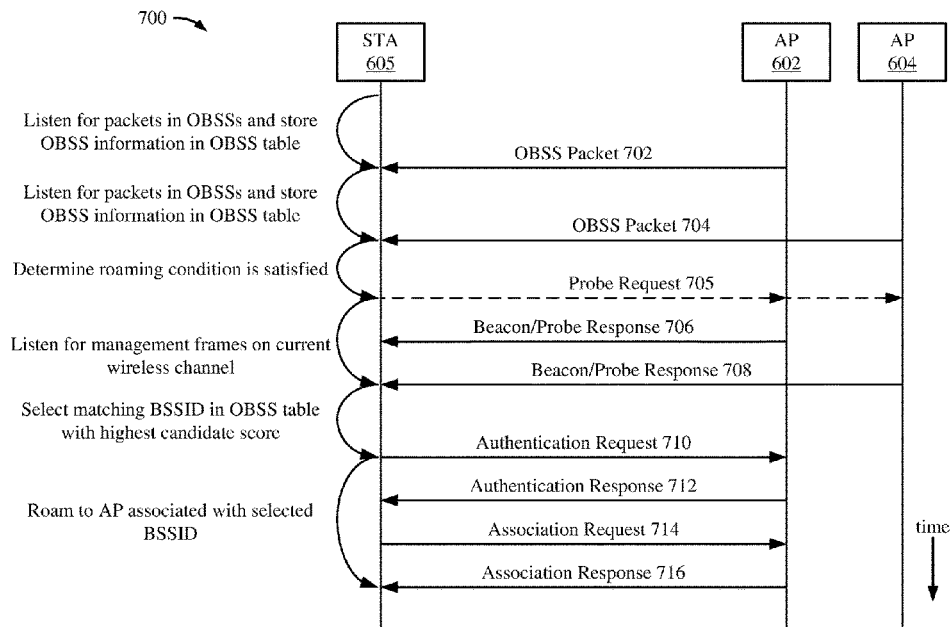 700
STA
605
AP
602
AP
604
Listen for packets in OBSSs and store
OBSS information in OBSS table
OBSS Packet 702
Listen for packets in OBSSs and store
OBSS information in OBSS table
OBSS Packet 704
Determine roaming condition is satisfied
Probe Request 705
Beacon/Probe Response 706
Listen for management frames on current
wireless channel
Beacon/Probe Response 708
Select matching BSSID in OBSS table
with highest candidate score
Authentication Request 710
Authentication Response 712
Roam to AP associated with selected
BSSID
Association Request 714
time
Association Response 716